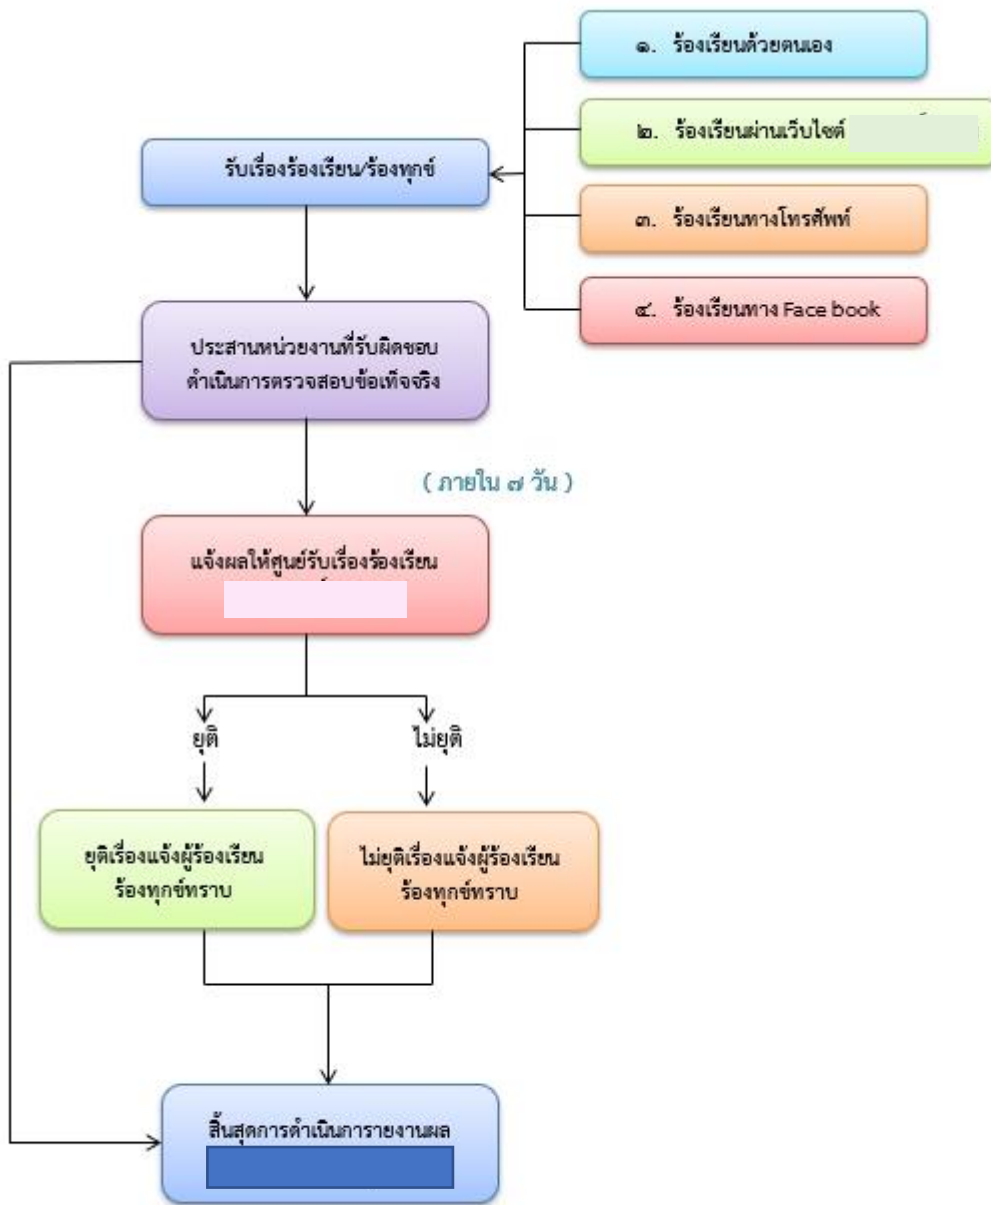 ๑. ร้องเรียนด้วยตนเอง
๒. ร้องเรียนผ่านเว็บไซต์
รับเรื่องร้องเรียน/ร้องทุกข์
๓. ร้องเรียนทางโทรศัพท์
๔. ร้องเรียนทาง Face book
ประสานหน่วยงานที่รับผิดชอบ
ดำเนินการตรวจสอบข้อเท็จจริง
( ภายใน ๗ วัน )
แจ้งผลให้ศูนย์รับเรื่องร้องเรียน
ยุติ
ไม่ยุติ
ยุติเรื่องแจ้งผู้ร้องเรียน
ร้องทุกข์ทราบ
ไม่ยุติเรื่องแจ้งผู้ร้องเรียน
ร้องทุกข์ทราบ
สิ้นสุดการดำเนินการายงานผล